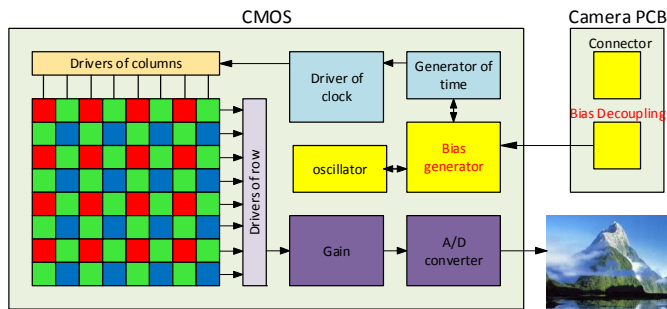 CMOS
Camera PCB
Drivers of columns
Driver of
clock
Generator of
time
Connector
Bias Decoupling
oscillator
Bias
generator
Drivers of row
Gain
A/D
converter